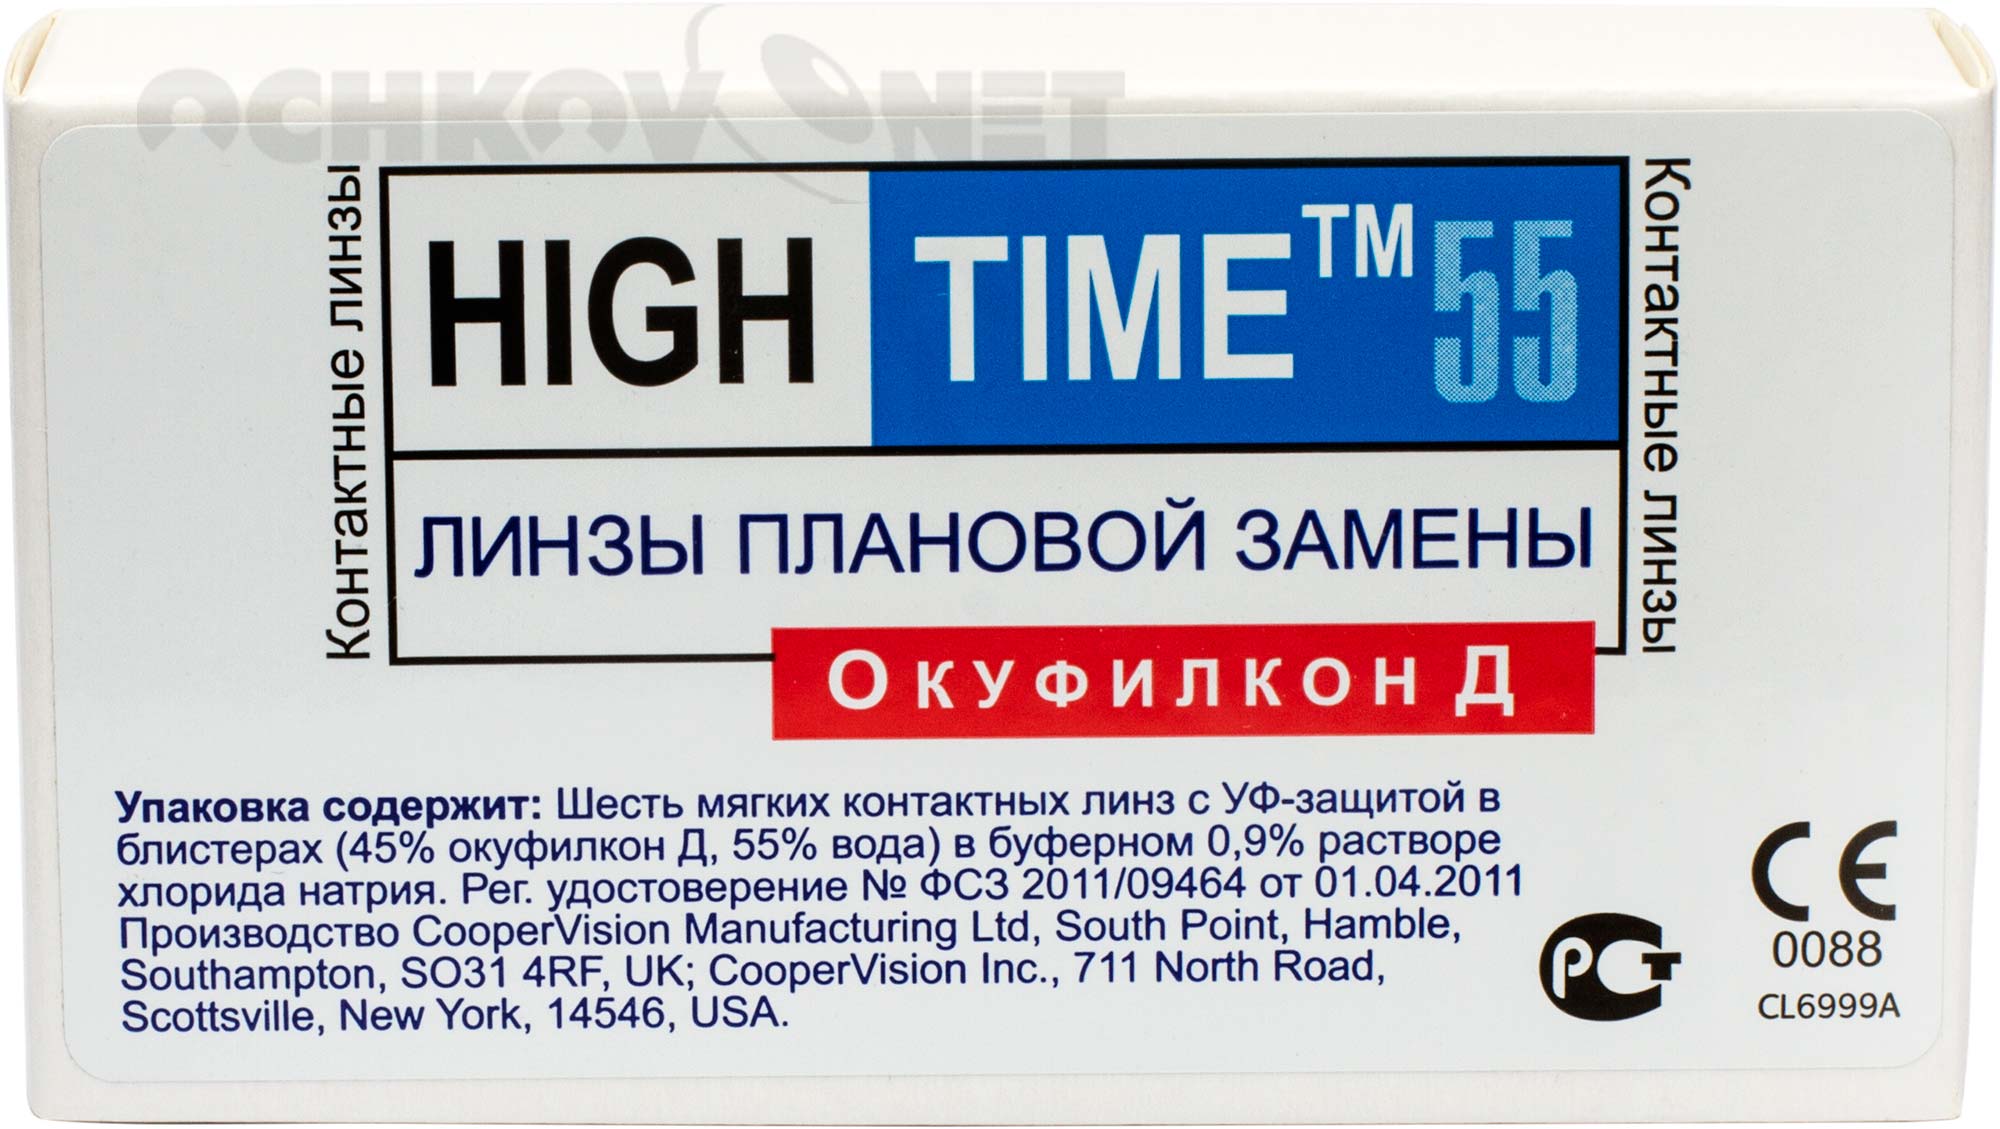 OCHKOV NET
HIGH TIME™ 55
Контактные линзы
Контактные линзы
ЛИНЗЫ ПЛАНОВОЙ ЗАМЕНЫ
ОКУФИЛКОН Д
Упаковка содержит: Шесть мягких контактных линз с УФ-защитой в
блистерах (45% окуфилкон Д, 55% вода) в буферном 0,9% растворе
хлорида натрия. Рег. удостоверение № ФСЗ 2011/09464 от 01.04.2011
Производство CooperVision Manufacturing Ltd, South Point, Hamble,
Southampton, SO31 4RF, UK; CooperVision Inc., 711 North Road,
Scottsville, New York, 14546, USA.
РСТ
CE
0088
CL6999A